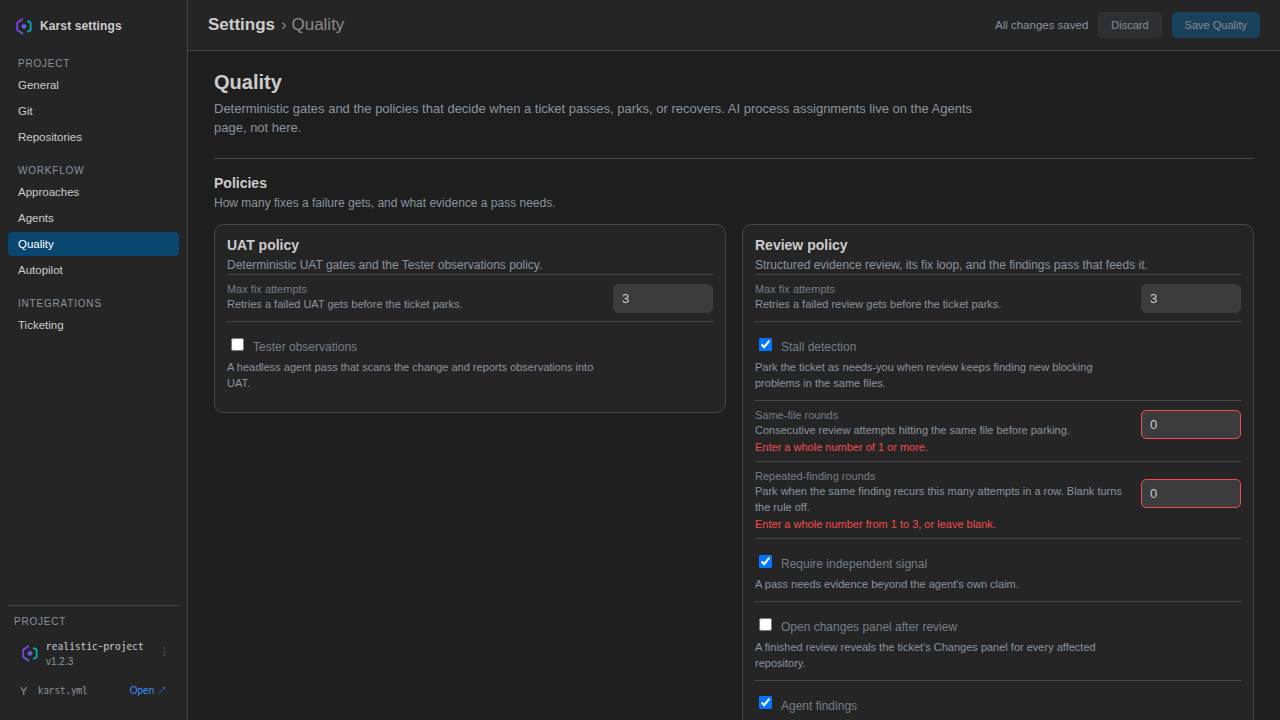 Karst settings
PROJECT
General
Git
Repositories
WORKFLOW
Approaches
Agents
Quality
Autopilot
INTEGRATIONS
Ticketing
PROJECT
realistic-project
v1.2.3
Y karst.yml Open ↗
Settings › Quality
All changes saved Discard Save Quality
Quality
Deterministic gates and the policies that decide when a ticket passes, parks, or recovers. AI process assignments live on the Agents
page, not here.
Policies
How many fixes a failure gets, and what evidence a pass needs.
UAT policy
Deterministic UAT gates and the Tester observations policy.
Max fix attempts
Retries a failed UAT gets before the ticket parks.
3
Tester observations
A headless agent pass that scans the change and reports observations into
UAT.
Review policy
Structured evidence review, its fix loop, and the findings pass that feeds it.
Max fix attempts
Retries a failed review gets before the ticket parks.
3
Stall detection
Park the ticket as needs-you when review keeps finding new blocking
problems in the same files.
Same-file rounds
Consecutive review attempts hitting the same file before parking.
0
Enter a whole number of 1 or more.
Repeated-finding rounds
Park when the same finding recurs this many attempts in a row. Blank turns
the rule off.
0
Enter a whole number from 1 to 3, or leave blank.
Require independent signal
A pass needs evidence beyond the agent's own claim.
Open changes panel after review
A finished review reveals the ticket's Changes panel for every affected
repository.
Agent findings